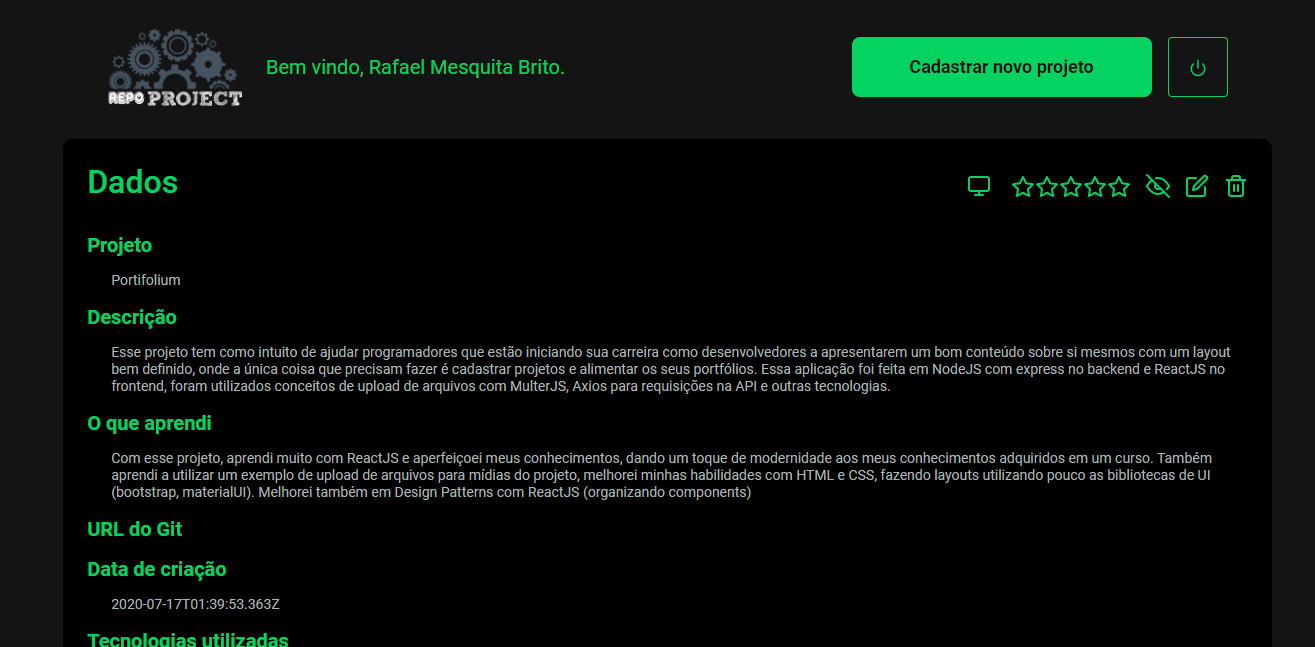 REPO PROJECT
Bem vindo, Rafael Mesquita Brito.
Cadastrar novo projeto
Dados
Projeto
Portifolium
Descrição
Esse projeto tem como intuito de ajudar programadores que estão iniciando sua carreira como desenvolvedores a apresentarem um bom conteúdo sobre si mesmos com um layout
bem definido, onde a única coisa que precisam fazer é cadastrar projetos e alimentar os seus portfólios. Essa aplicação foi feita em NodeJS com express no backend e ReactJS no
frontend, foram utilizados conceitos de upload de arquivos com MulterJS, Axios para requisições na API e outras tecnologias.
O que aprendi
Com esse projeto, aprendi muito com ReactJS e aperfeiçoei meus conhecimentos, dando um toque de modernidade aos meus conhecimentos adquiridos em um curso. Também
aprendi a utilizar um exemplo de upload de arquivos para mídias do projeto, melhorei minhas habilidades com HTML e CSS, fazendo layouts utilizando pouco as bibliotecas de UI
(bootstrap, materialUI). Melhorei também em Design Patterns com ReactJS (organizando components)
URL do Git
Data de criação
2020-07-17T01:39:53.363Z
Tecnologias utilizadas